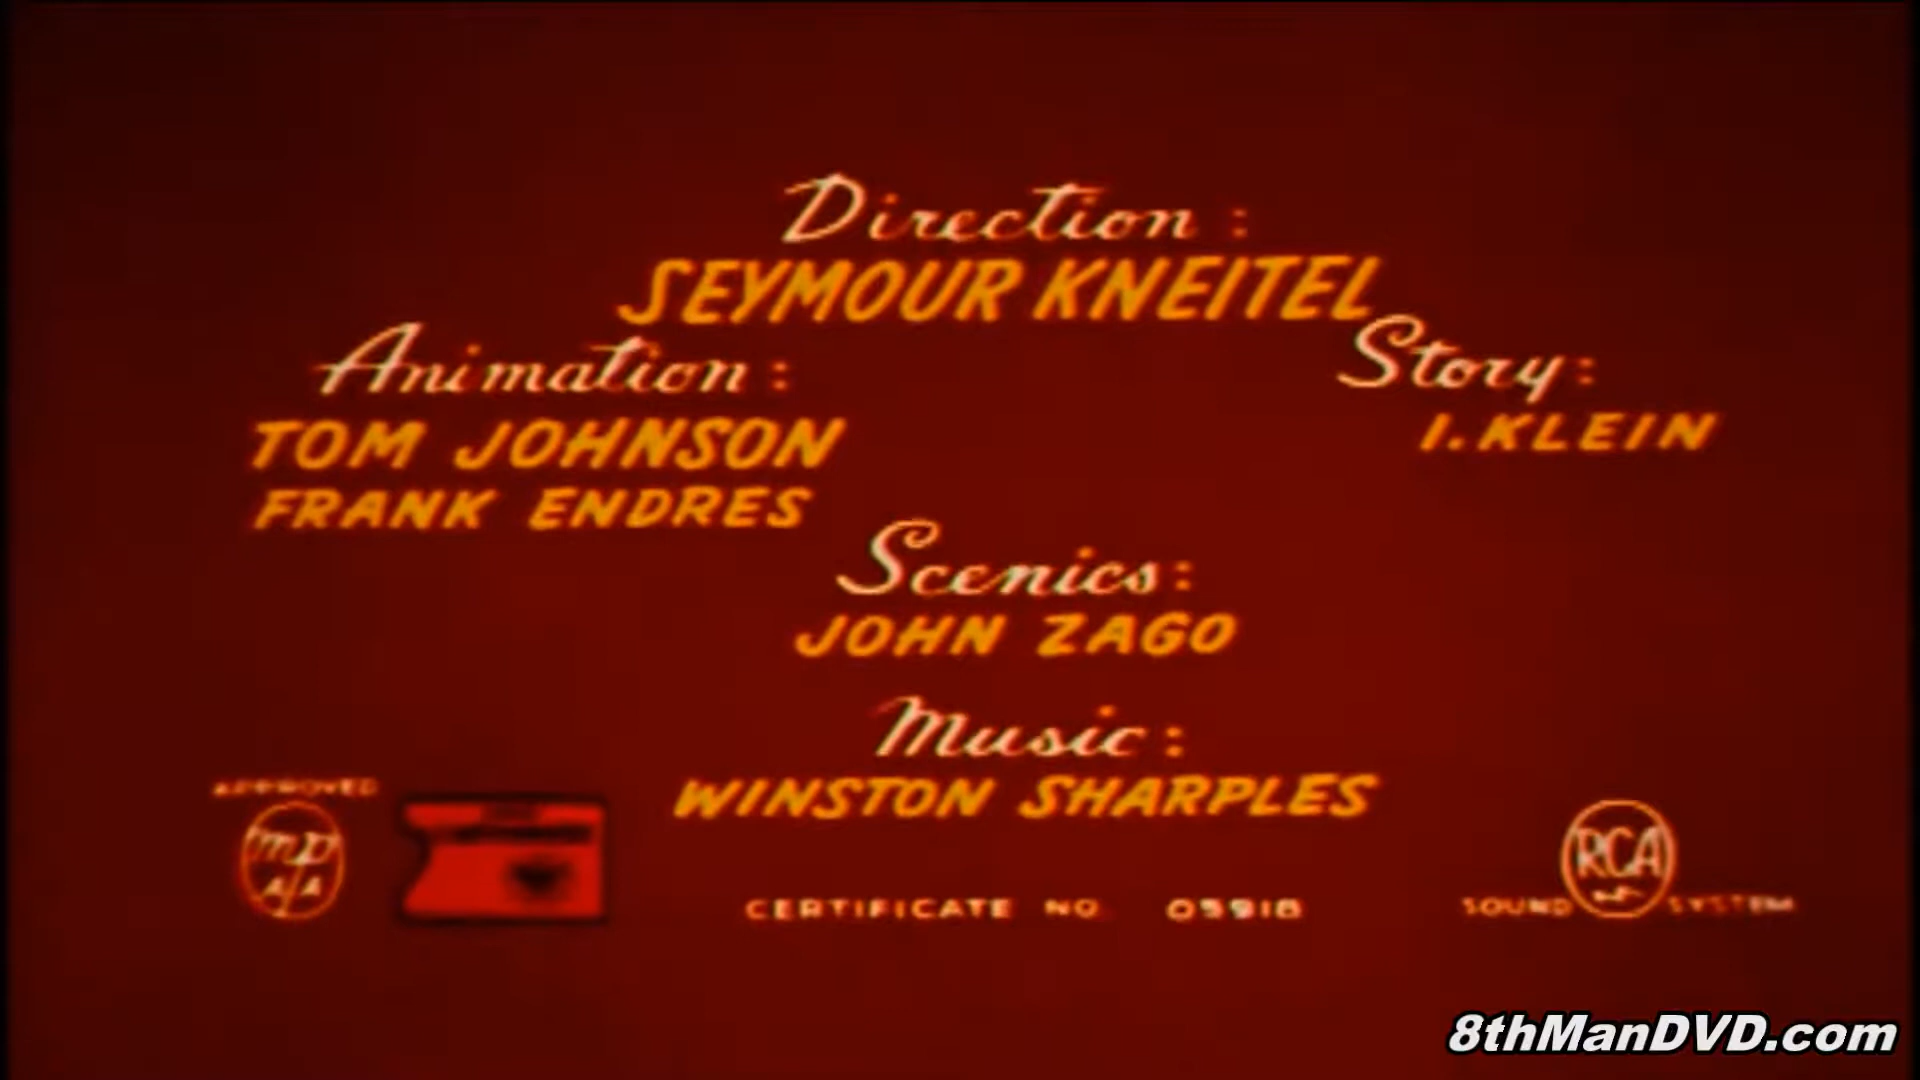 Direction :
SEYMOUR KNEITEL
Animation :
TOM JOHNSON
FRANK ENDRES
Story :
I. KLEIN
Scenics :
JOHN ZAGO
Music :
WINSTON SHARPLES
APPROVED
MPAA
CERTIFICATE NO.
RCA
SOUND SYSTEM
8thManDVD.com